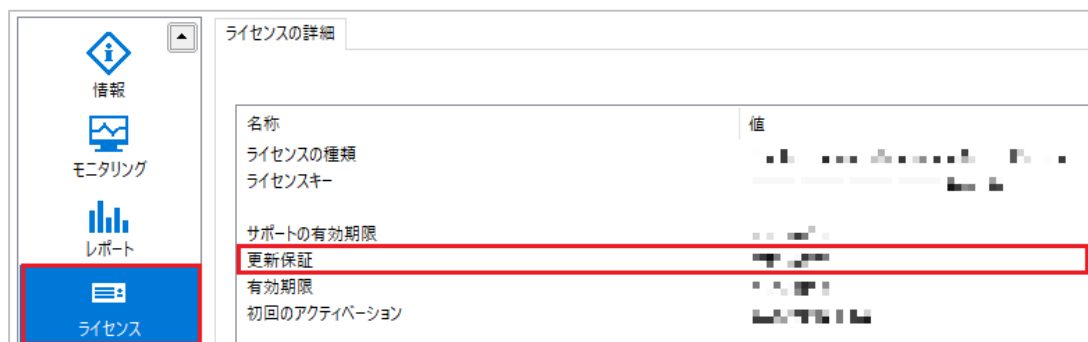 情報
モニタリング
レポート
ライセンス
ライセンスの詳細
名称 値
ライセンスの種類
ライセンスキー
サポートの有効期限
更新保証
有効期限
初回のアクティベーション